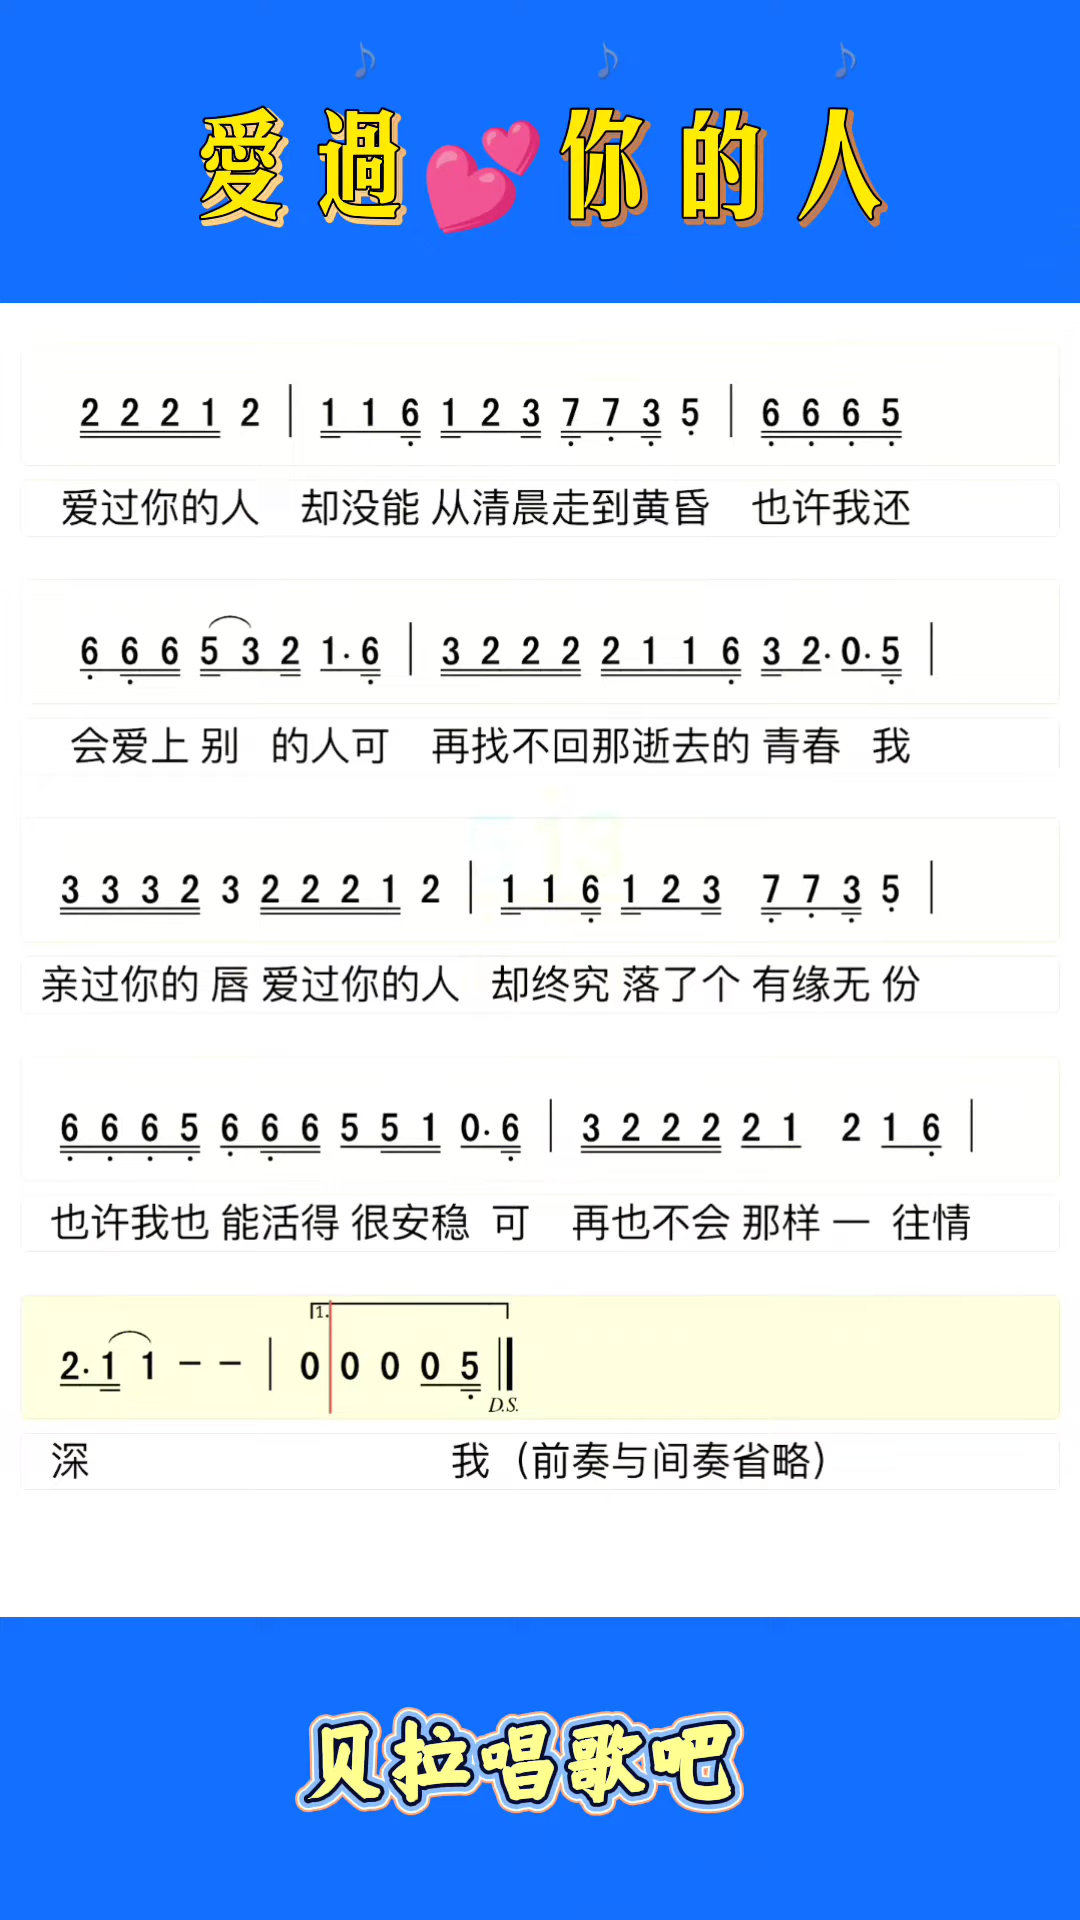 愛過你的人
2 2 2 1 2 | 1 1 6 1 2 3 7 7 3 5 | 6 6 6 5
爱过你的人 却没能 从清晨走到黄昏 也许我还
6 6 6 5 3 2 1· 6 | 3 2 2 2 2 1 1 6 3 2· 0· 5 |
会爱上 别 的人可 再找不回那逝去的 青春 我
3 3 3 2 3 2 2 2 1 2 | 1 1 6 1 2 3 7 7 3 5 |
亲过你的 唇 爱过你的人 却终究 落了个 有缘无 份
6 6 6 5 6 6 6 5 5 1 0· 6 | 3 2 2 2 2 1 2 1 6 |
也许我也 能活得 很安稳 可 再也不会 那样 一 往情
1.
2· 1 1 - - | 0 0 0 0 5 ‖
D.S.
深 我（前奏与间奏省略）
贝拉唱歌吧